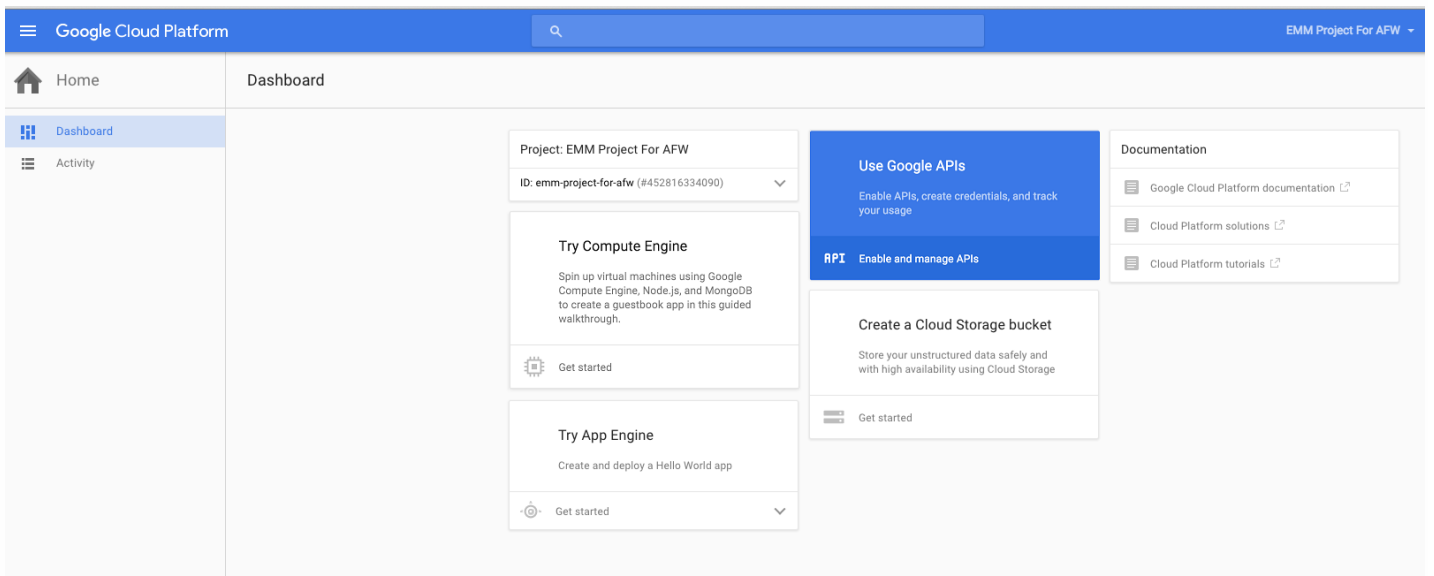 Google Cloud Platform
EMM Project For AFW
Home
Dashboard
Dashboard
Activity
Project: EMM Project For AFW
ID: emm-project-for-afw (#452816334090)
Try Compute Engine
Spin up virtual machines using Google
Compute Engine, Node.js, and MongoDB
to create a guestbook app in this guided
walkthrough.
Get started
Try App Engine
Create and deploy a Hello World app
Get started
Use Google APIs
Enable APIs, create credentials, and track
your usage
API Enable and manage APIs
Create a Cloud Storage bucket
Store your unstructured data safely and
with high availability using Cloud Storage
Get started
Documentation
Google Cloud Platform documentation
Cloud Platform solutions
Cloud Platform tutorials